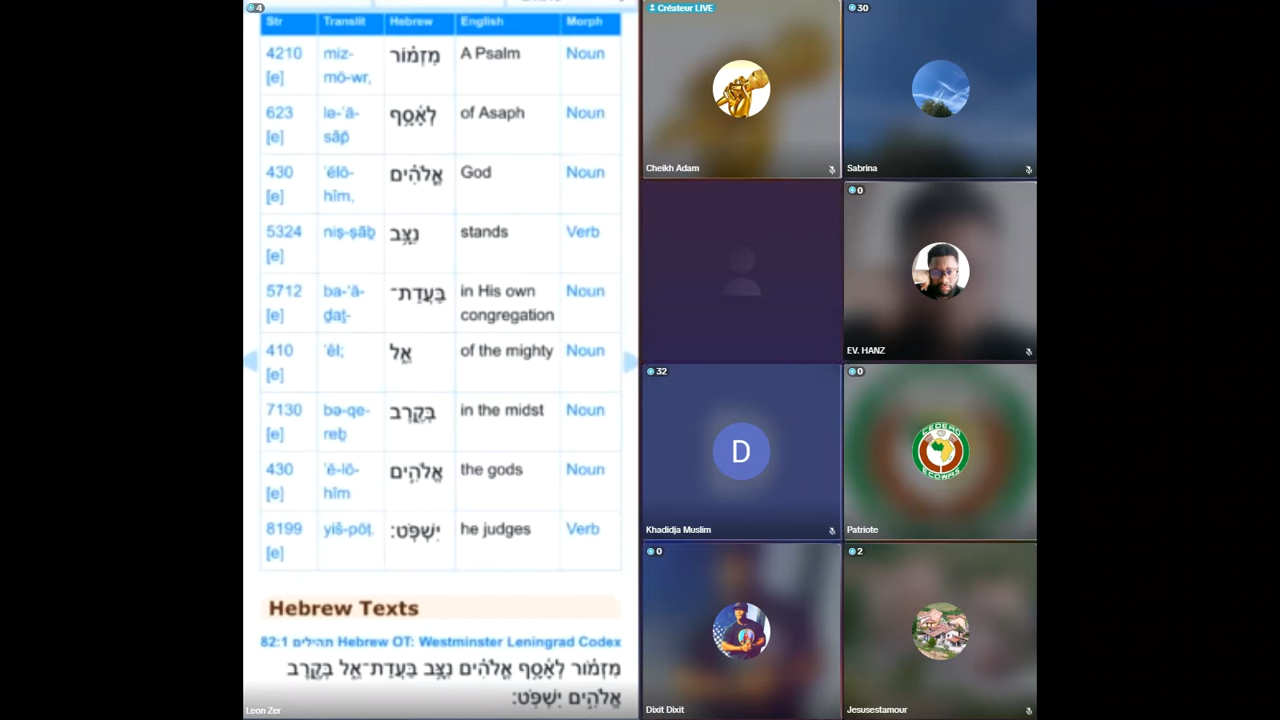 4
Str Translit Hebrew English Morph
4210 miz- מִזְמ֗וֹר A Psalm Noun
[e] mō-wr,
623 lə-’ā- לְאָ֫סָ֥ף of Asaph Noun
[e] sāp̄
430 ’ĕlō- אֱ‍ֽלֹהִ֗ים God Noun
[e] hîm,
5324 niṣ-ṣāḇ נִצָּ֥ב stands Verb
[e]
5712 ba-‘ă- בַּעֲדַת־ in His own Noun
[e] ḏaṯ- congregation
410 ’êl; אֵ֑ל of the mighty Noun
[e]
7130 bə-qe- בְּקֶ֖רֶב in the midst Noun
[e] reḇ
430 ’ĕ-lō- אֱלֹהִ֣ים the gods Noun
[e] hîm
8199 yiš-pōṭ. יִשְׁפֹּֽט׃ he judges Verb
[e]
Hebrew Texts
תהילים 82:1 Hebrew OT: Westminster Leningrad Codex
מִזְמ֗וֹר לְאָ֫סָ֥ף אֱ‍ֽלֹהִ֗ים נִצָּ֥ב בַּעֲדַת־אֵ֑ל בְּקֶ֖רֶב
אֱלֹהִ֣ים יִשְׁפֹּֽט׃
Leon Zer
Créateur LIVE
Cheikh Adam
30
Sabrina
0
EV. HANZ
32
D
Khadidja Muslim
0
CEDEAO
ECOWAS
Patriote
0
Dixit Dixit
2
Jesusestamour